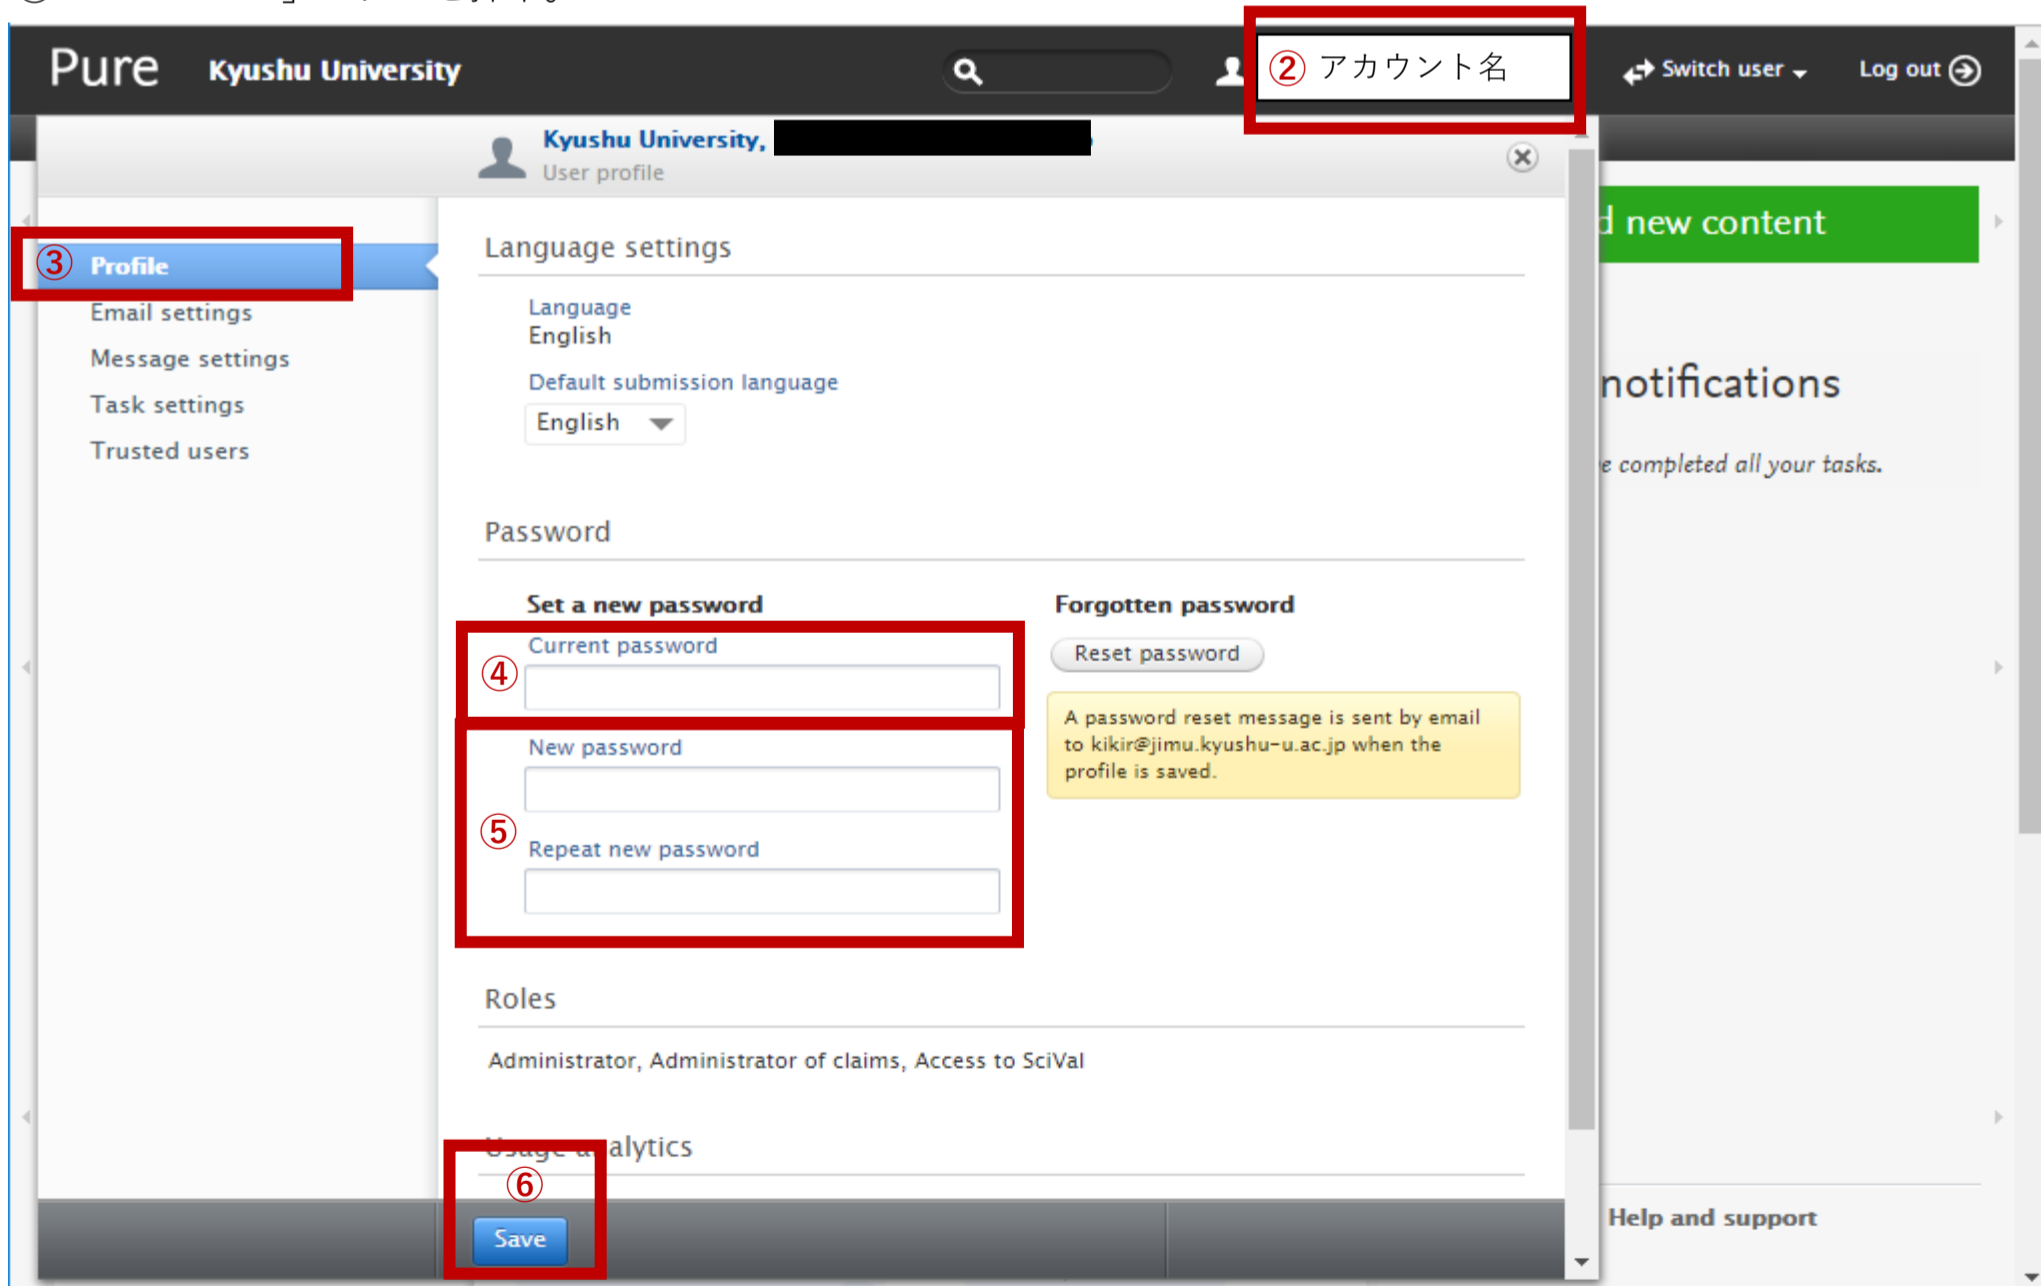 Pure Kyushu University ② アカウント名 Switch user Log out
Kyushu University,
User profile
d new content
③ Profile
Email settings
Message settings
Task settings
Trusted users
Language settings
Language
English
Default submission language
English
notifications
e completed all your tasks.
Password
Set a new password
④ Current password
⑤ New password
Repeat new password
Forgotten password
Reset password
A password reset message is sent by email
to kikir@jimu.kyushu-u.ac.jp when the
profile is saved.
Roles
Administrator, Administrator of claims, Access to SciVal
Usage analytics
⑥
Save
Help and support